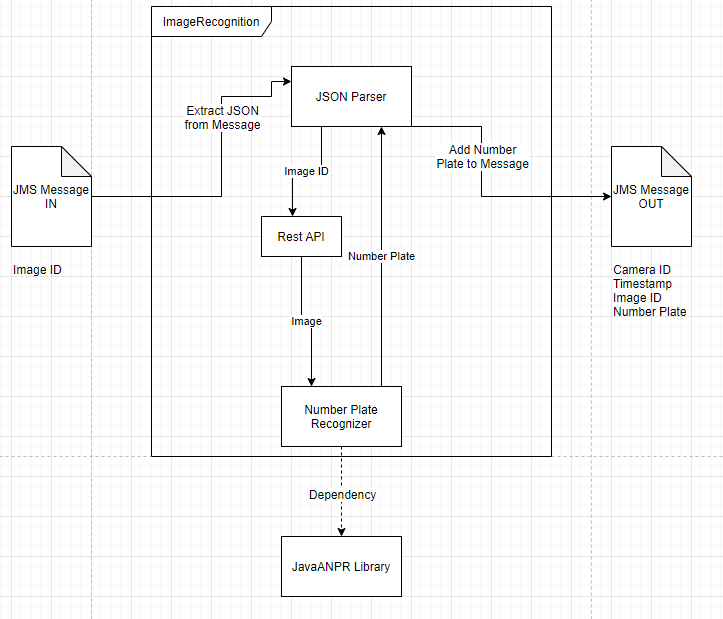 ImageRecognition
JSON Parser
Extract JSON
from Message
Add Number
Plate to Message
JMS Message
IN
Image ID
JMS Message
OUT
Rest API
Number Plate
Image ID
Camera ID
Timestamp
Image ID
Number Plate
Image
Number Plate
Recognizer
Dependency
JavaANPR Library